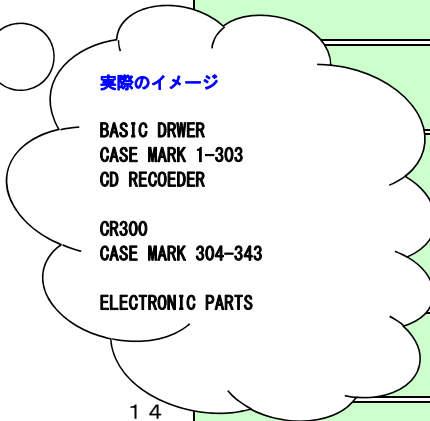 実際のイメージ
BASIC DRWER
CASE MARK 1-303
CD RECOEDER
CR300
CASE MARK 304-343
ELECTRONIC PARTS
14